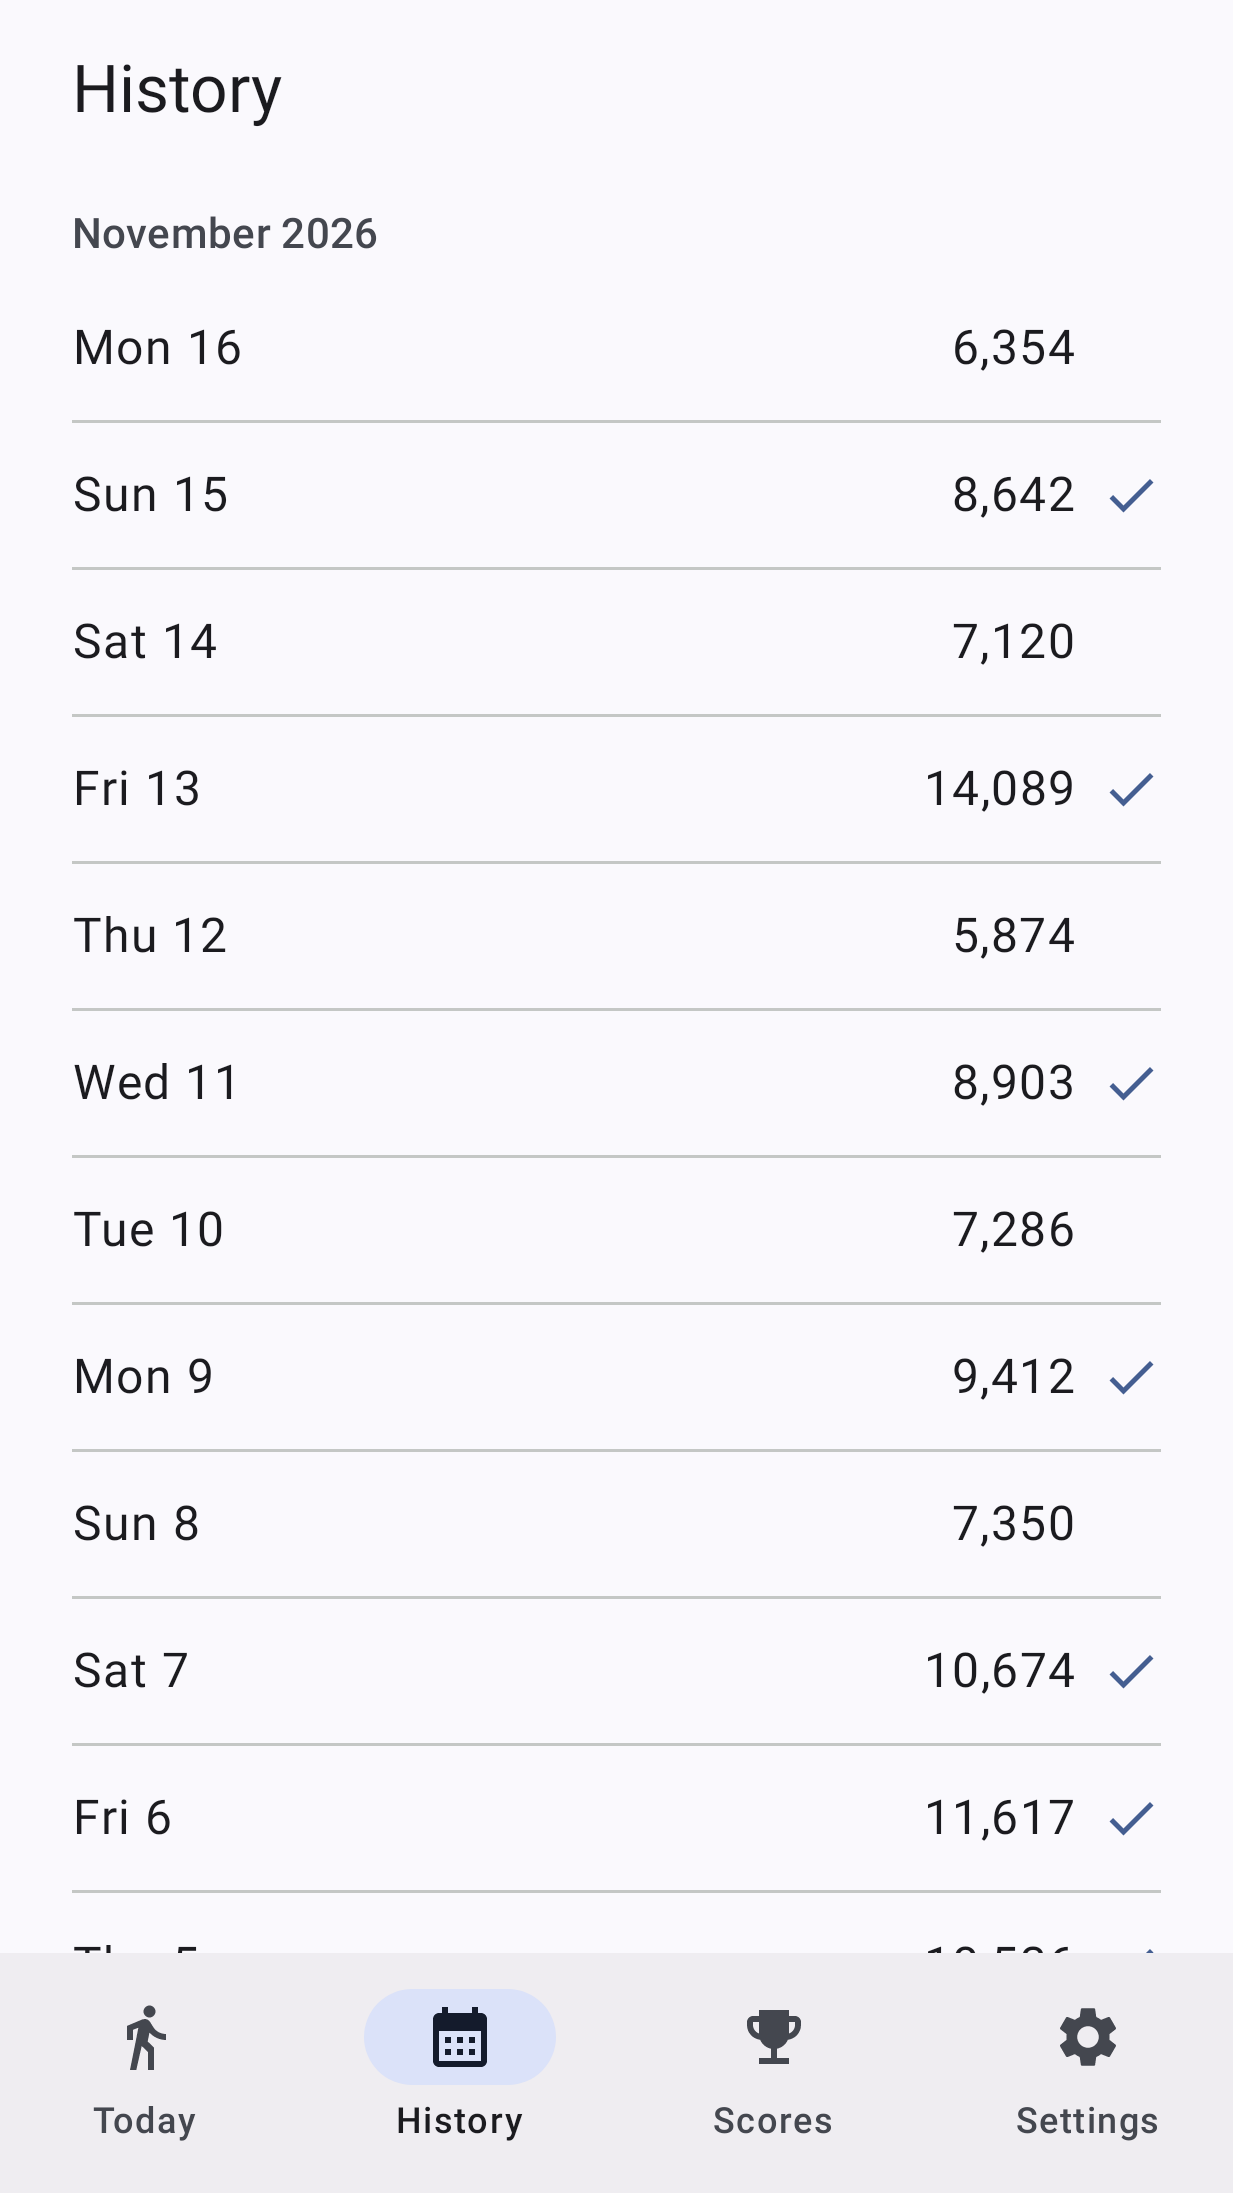 History
November 2026
Mon 16 6,354
Sun 15 8,642
Sat 14 7,120
Fri 13 14,089
Thu 12 5,874
Wed 11 8,903
Tue 10 7,286
Mon 9 9,412
Sun 8 7,350
Sat 7 10,674
Fri 6 11,617
Today History Scores Settings